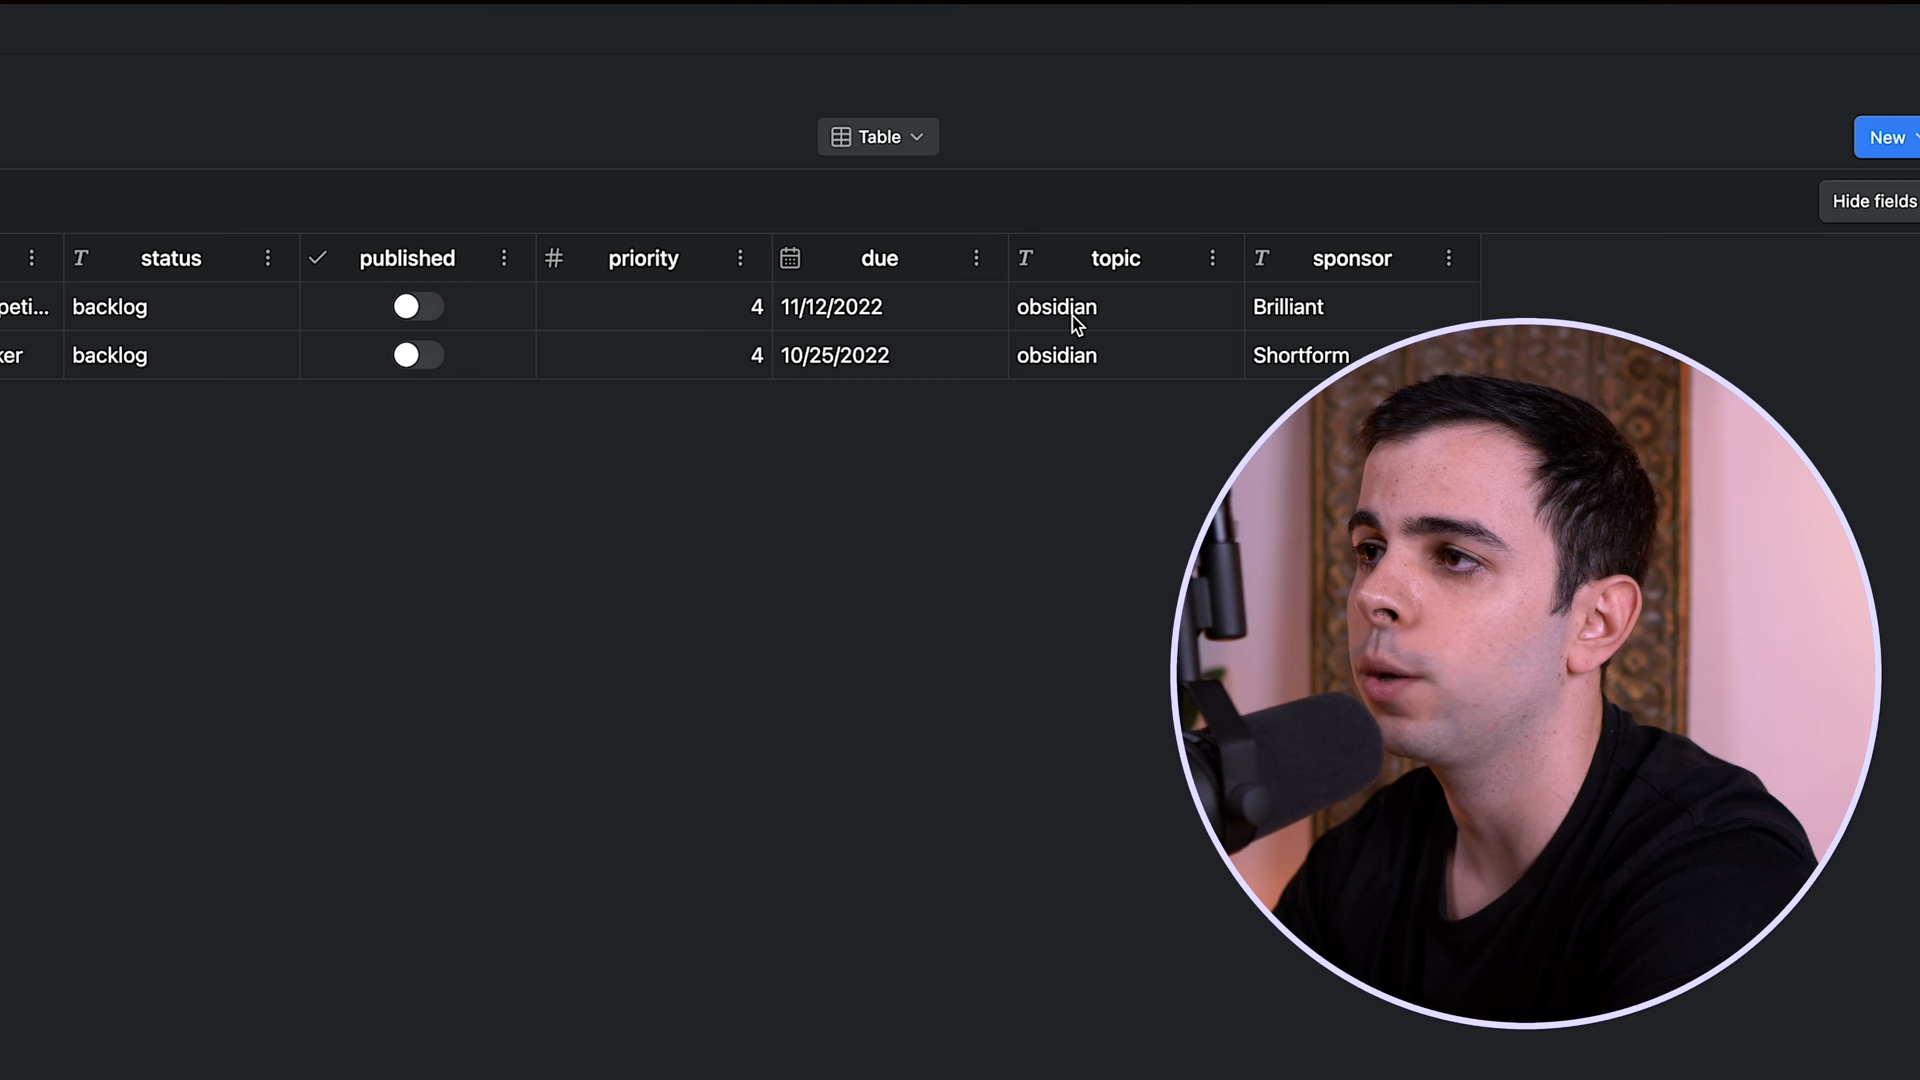 Table
New
Hide fields
status published priority due topic sponsor
peti... backlog 4 11/12/2022 obsidian Brilliant
ker backlog 4 10/25/2022 obsidian Shortform